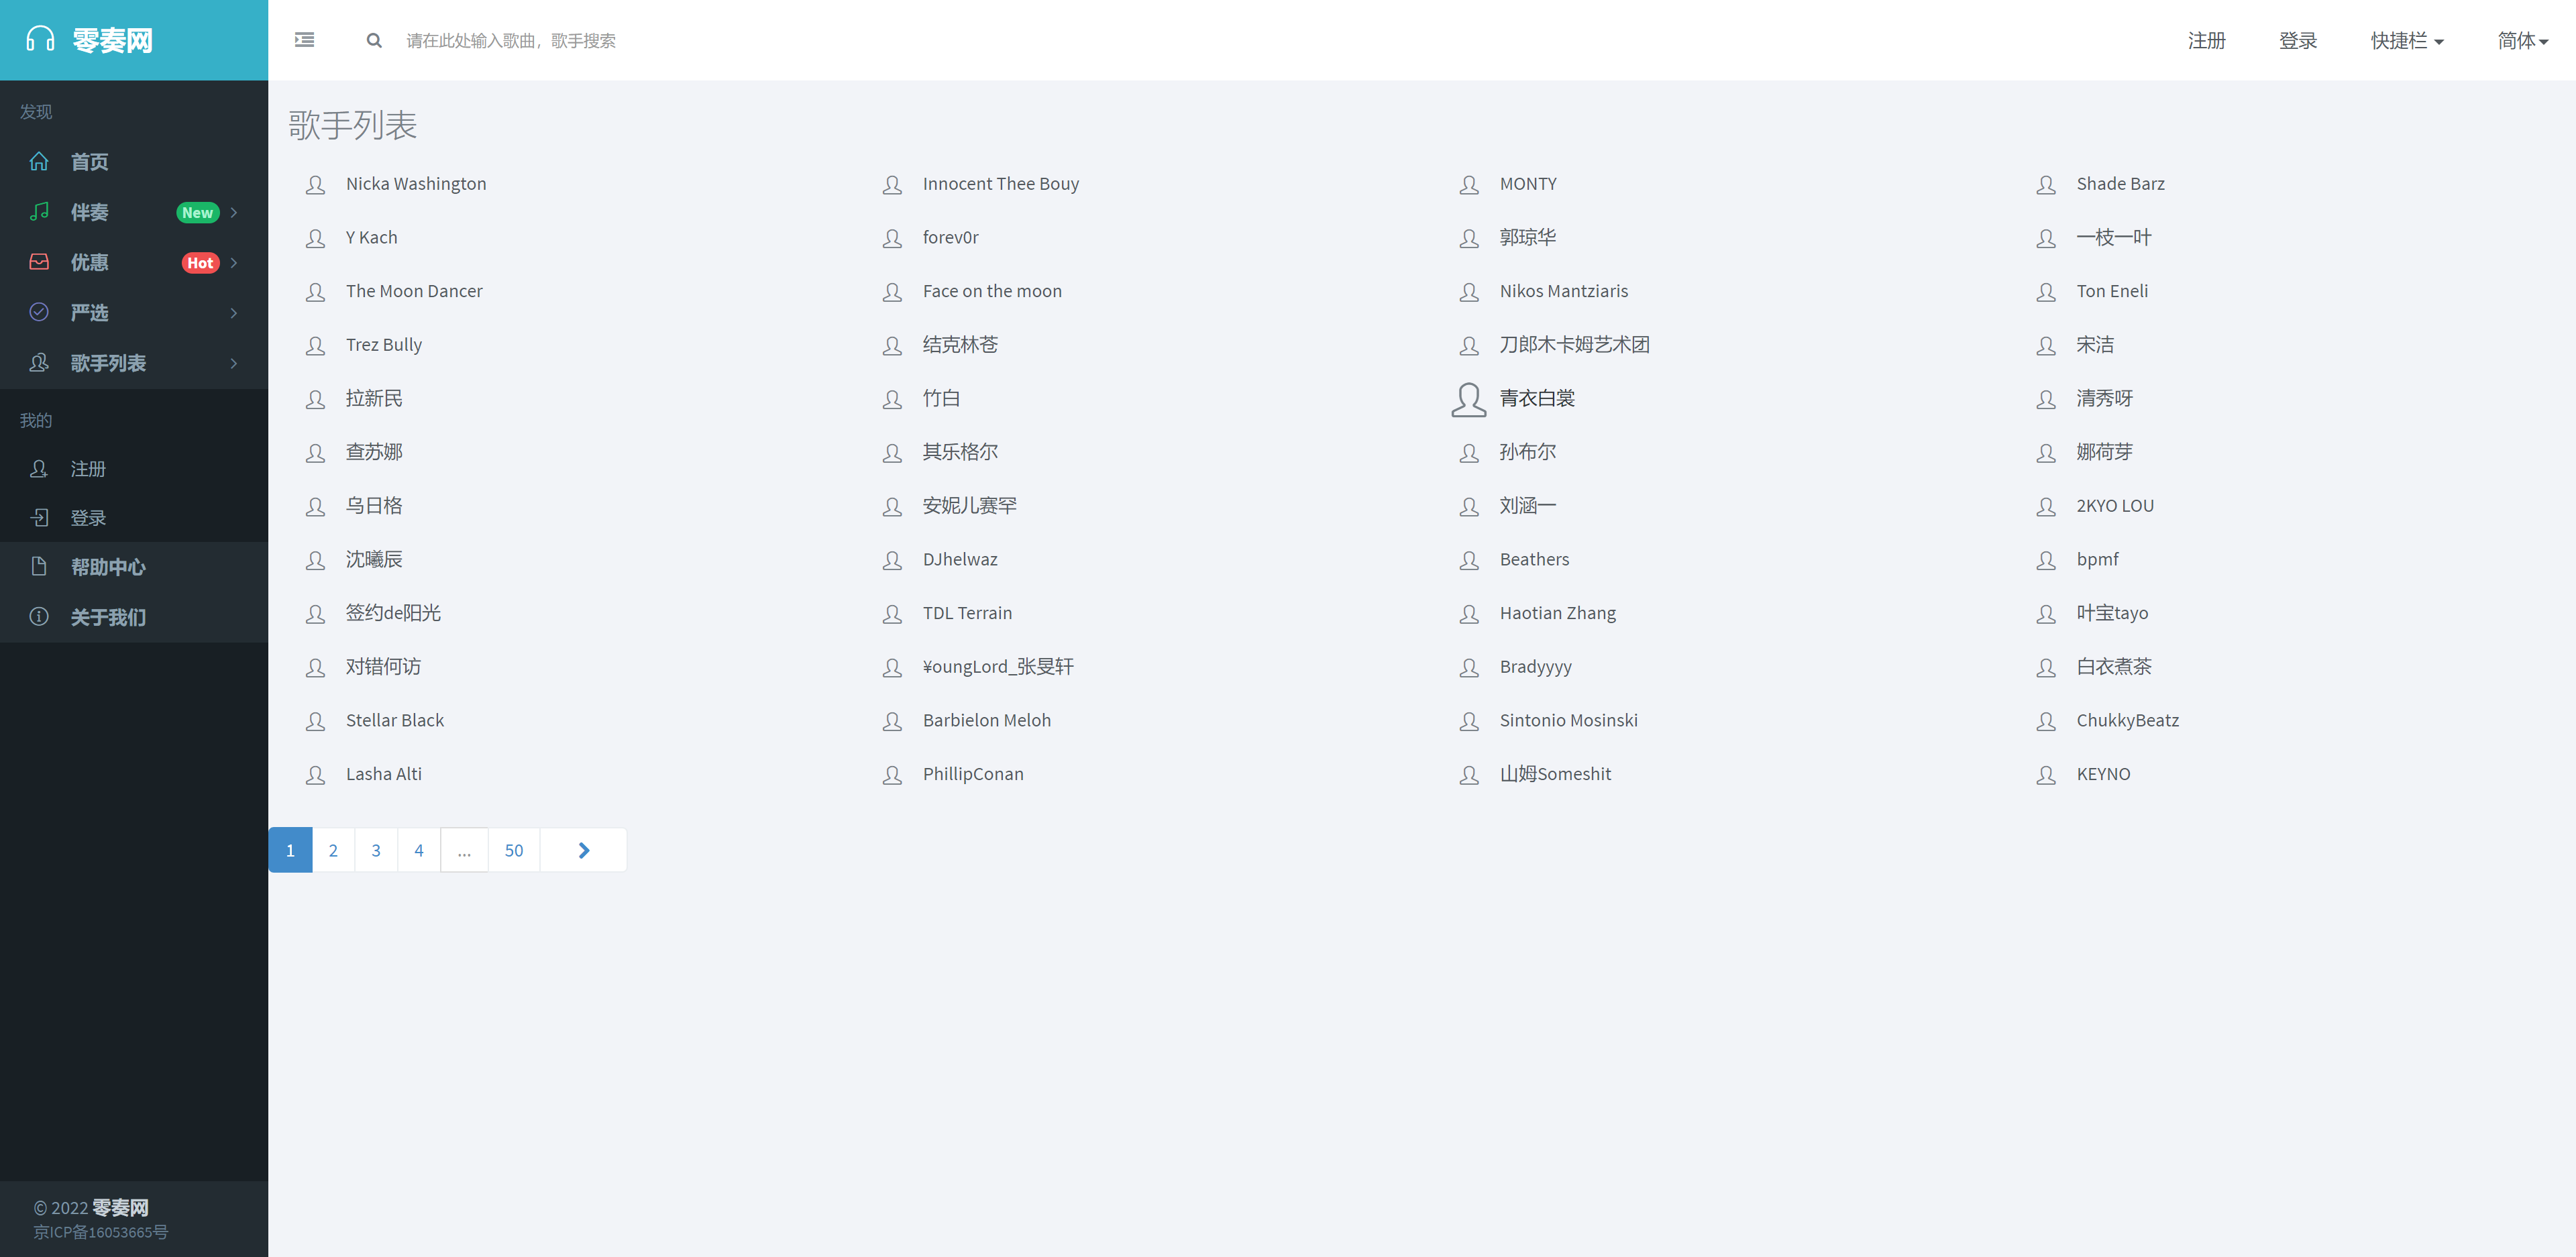 零奏网
请在此处输入歌曲，歌手搜索
注册
登录
快捷栏
简体
发现
首页
伴奏 New
优惠 Hot
严选
歌手列表
我的
注册
登录
帮助中心
关于我们
© 2022 零奏网
京ICP备16053665号
歌手列表
Nicka Washington Innocent Thee Bouy MONTY Shade Barz
Y Kach forev0r 郭琼华 一枝一叶
The Moon Dancer Face on the moon Nikos Mantziaris Ton Eneli
Trez Bully 结克林苍 刀郎木卡姆艺术团 宋洁
拉新民 竹白 青衣白裳 清秀呀
查苏娜 其乐格尔 孙布尔 娜荷芽
乌日格 安妮儿赛罕 刘涵一 2KYO LOU
沈曦辰 DJhelwaz Beathers bpmf
签约de阳光 TDL Terrain Haotian Zhang 叶宝tayo
对错何访 ¥oungLord_张旻轩 Bradyyyy 白衣煮茶
Stellar Black Barbielon Meloh Sintonio Mosinski ChukkyBeatz
Lasha Alti PhillipConan 山姆Someshit KEYNO
1 2 3 4 ... 50